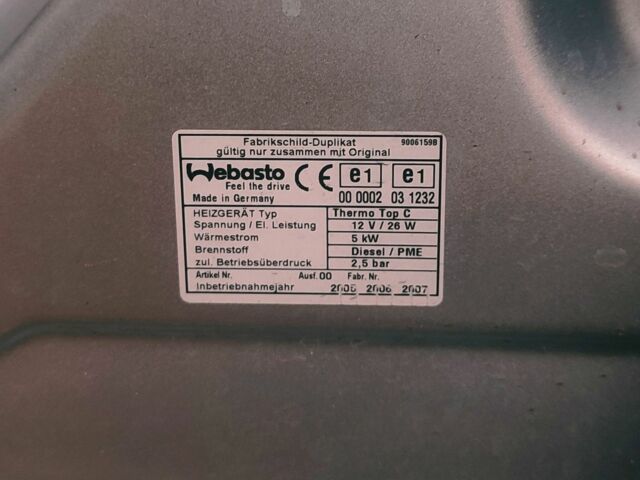 Fabrikschild-Duplikat 9006159B
gültig nur zusammen mit Original
Webasto CE e1 e1
Feel the drive
Made in Germany 00 0002 03 1232
HEIZGERÄT Typ Thermo Top C
Spannung / El. Leistung 12 V / 26 W
Wärmestrom 5 kW
Brennstoff Diesel / PME
zul. Betriebsüberdruck 2,5 bar
Artikel Nr. Ausf. 00 Fabr. Nr.
Inbetriebnahmejahr 2005 2006 2007